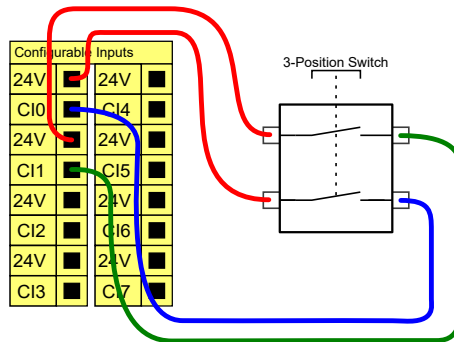 Configurable Inputs
3-Position Switch
24V 24V
CI0 CI4
24V 24V
CI1 CI5
24V 24V
CI2 CI6
24V 24V
CI3 CI7